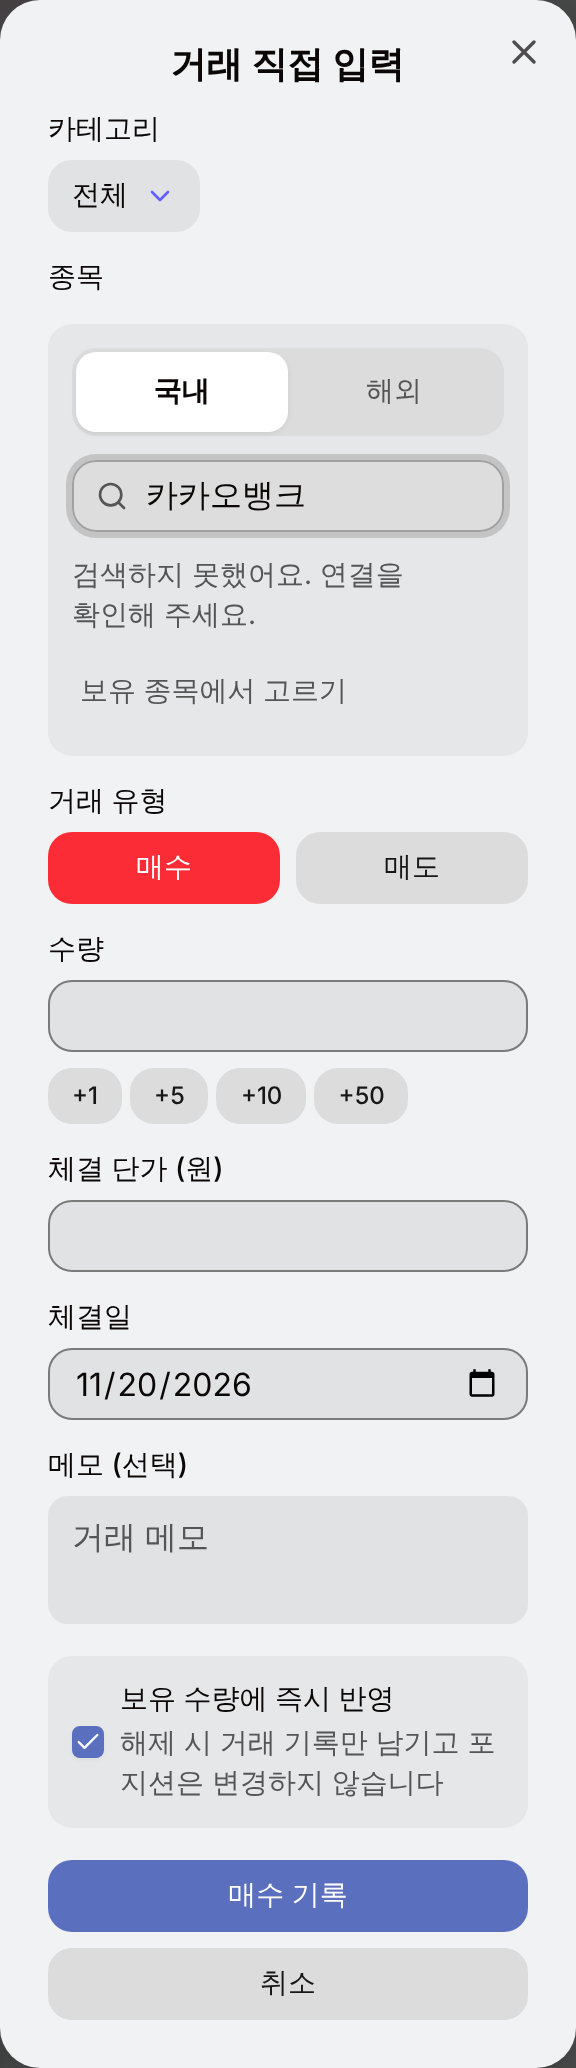 거래 직접 입력
카테고리
전체
종목
국내
해외
카카오뱅크
검색하지 못했어요. 연결을
확인해 주세요.
보유 종목에서 고르기
거래 유형
매수
매도
수량
+1
+5
+10
+50
체결 단가 (원)
체결일
11/20/2026
메모 (선택)
거래 메모
보유 수량에 즉시 반영
해제 시 거래 기록만 남기고 포
지션은 변경하지 않습니다
매수 기록
취소